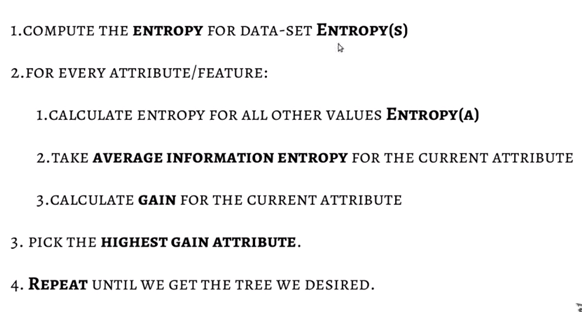 1.COMPUTE THE ENTROPY FOR DATA-SET ENTROPY(S)
2.FOR EVERY ATTRIBUTE/FEATURE:
1.CALCULATE ENTROPY FOR ALL OTHER VALUES ENTROPY(A)
2.TAKE AVERAGE INFORMATION ENTROPY FOR THE CURRENT ATTRIBUTE
3.CALCULATE GAIN FOR THE CURRENT ATTRIBUTE
3. PICK THE HIGHEST GAIN ATTRIBUTE.
4. REPEAT UNTIL WE GET THE TREE WE DESIRED.